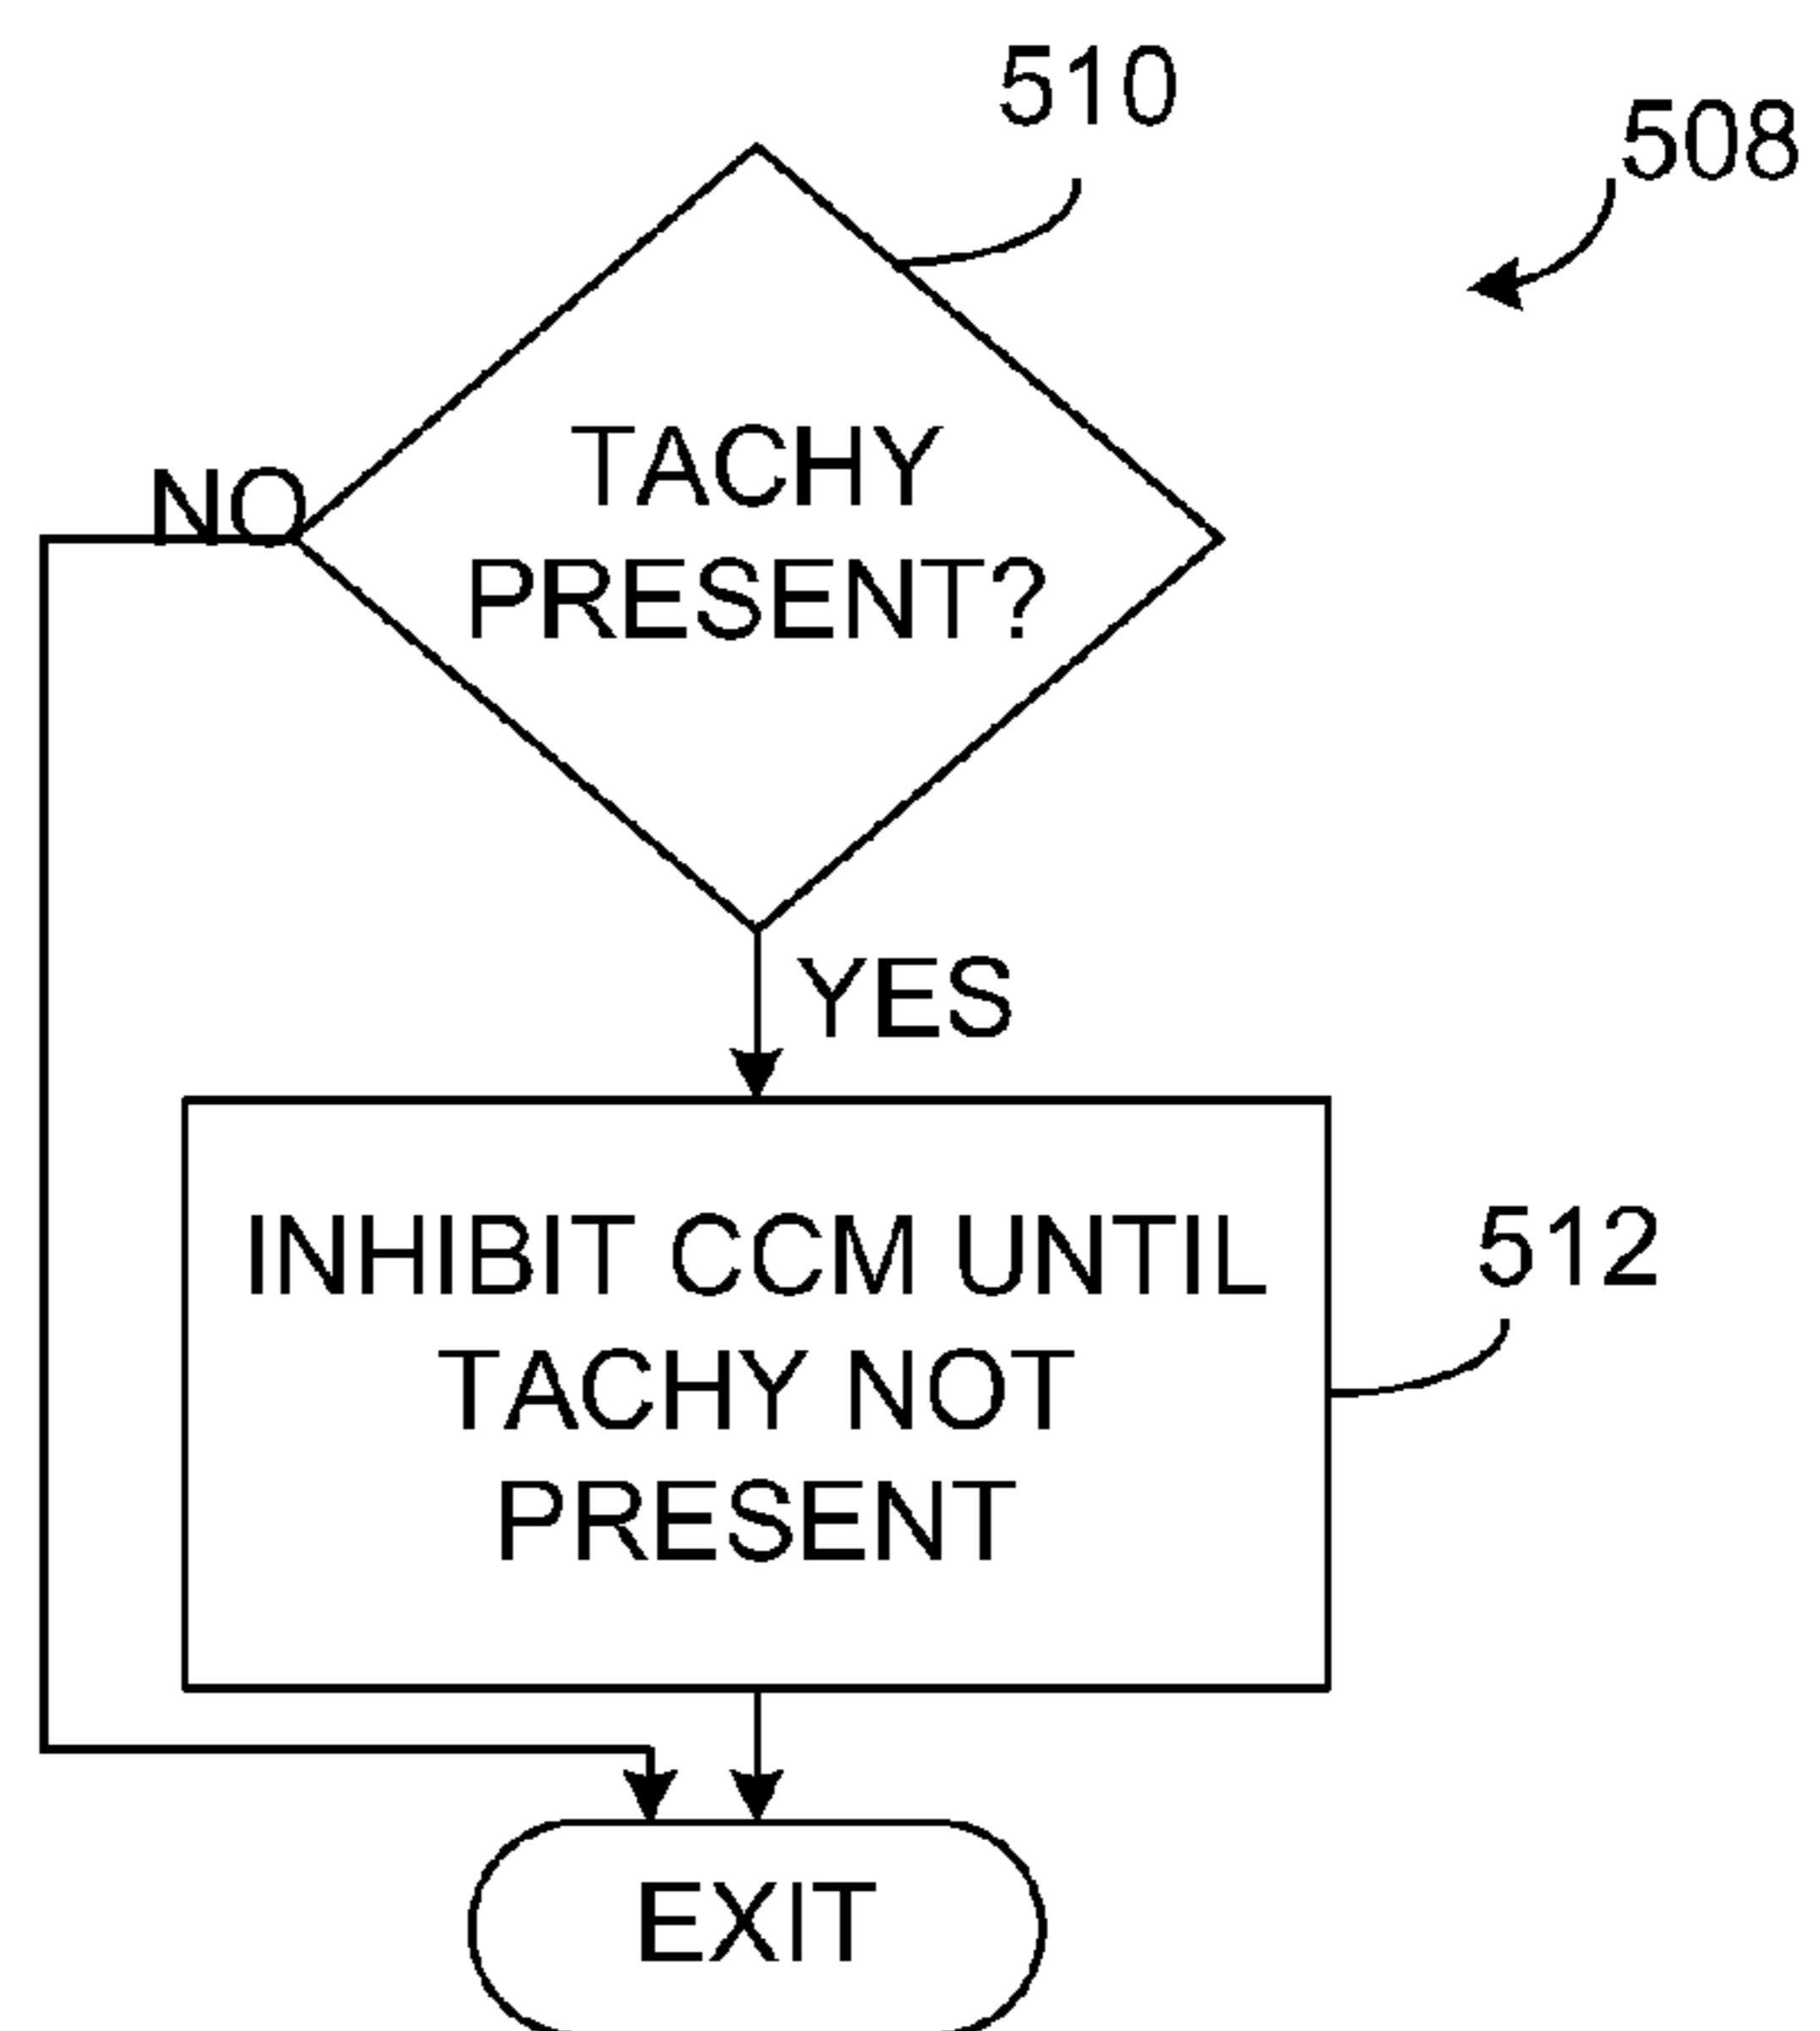 510
508
TACHY
PRESENT?
NO
YES
INHIBIT CCM UNTIL
TACHY NOT
PRESENT
512
EXIT